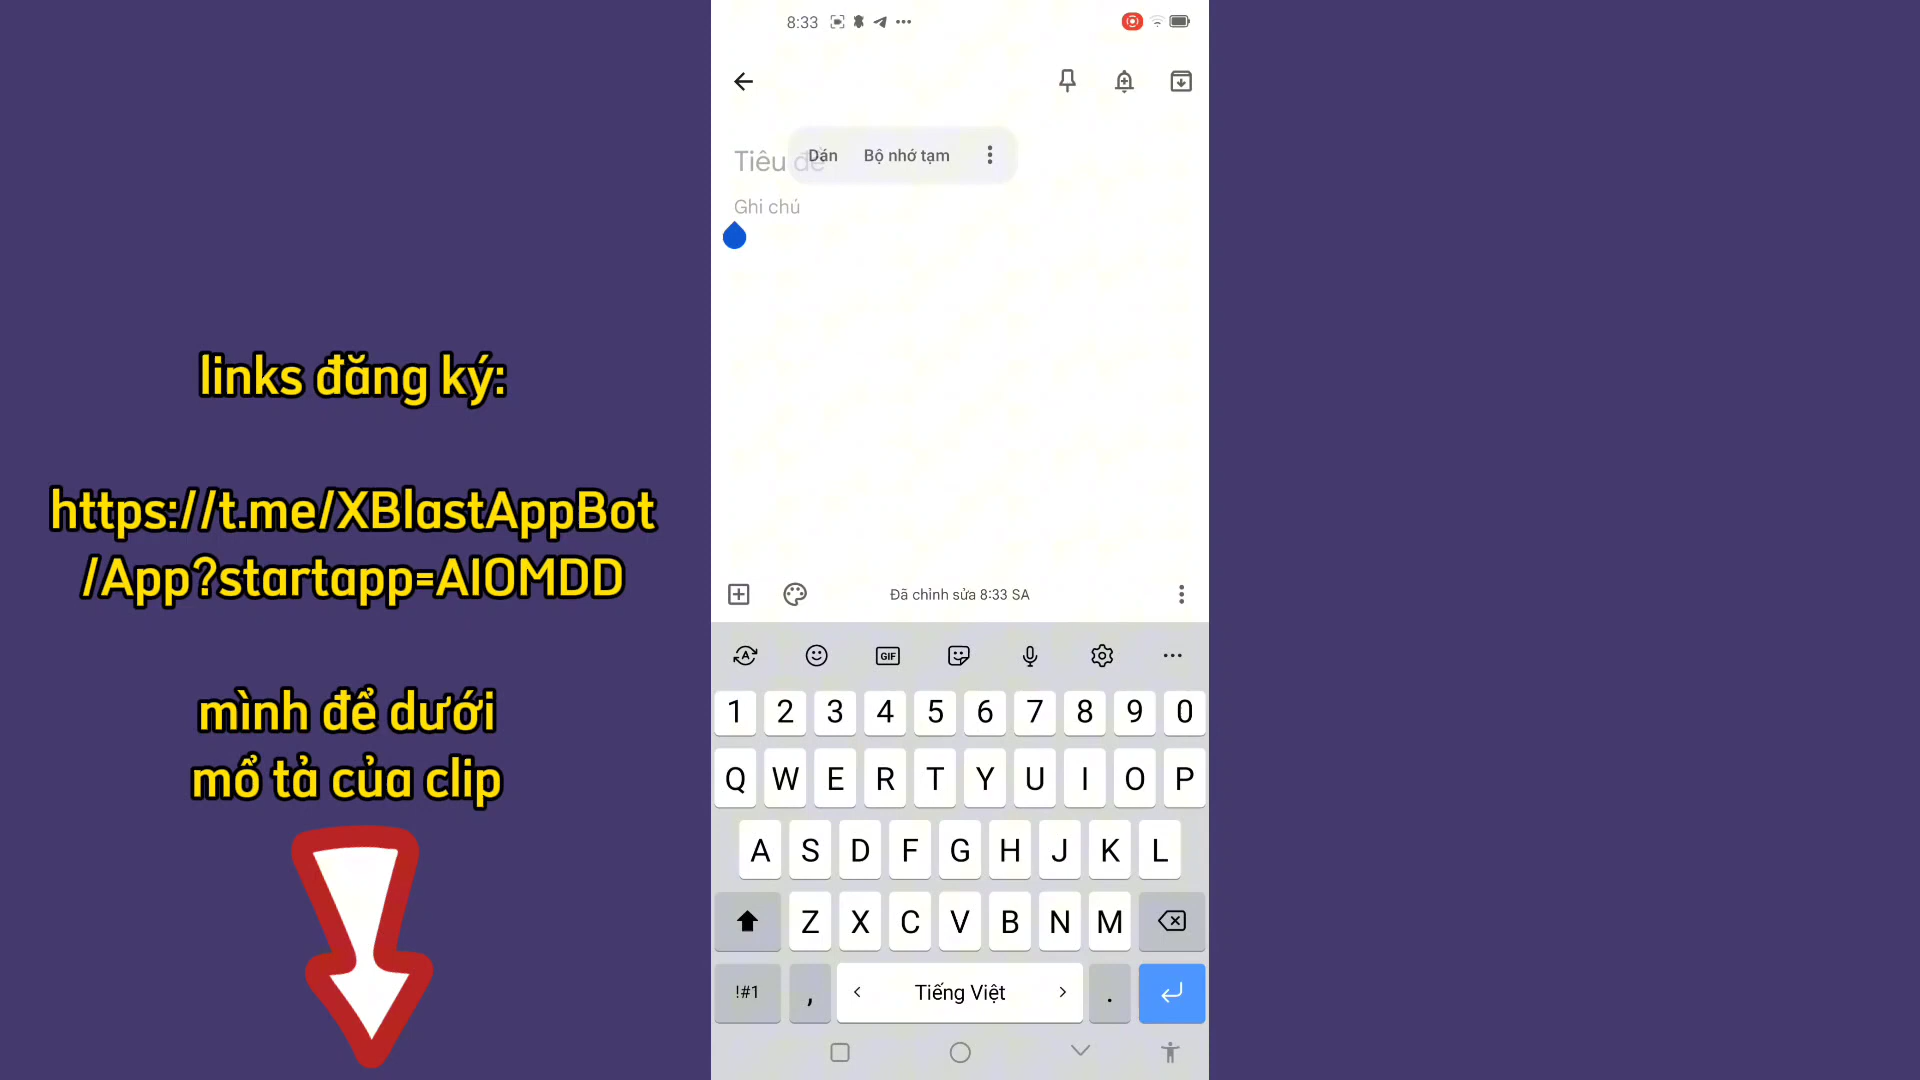 links đăng ký:
https://t.me/XBlastAppBot
/App?startapp=AIOMDD
mình để dưới
mổ tả của clip
8:33
Tiêu đề
Dán Bộ nhớ tạm
Ghi chú
Đã chỉnh sửa 8:33 SA
GIF
1 2 3 4 5 6 7 8 9 0
Q W E R T Y U I O P
A S D F G H J K L
Z X C V B N M
!#1 , < Tiếng Việt > .